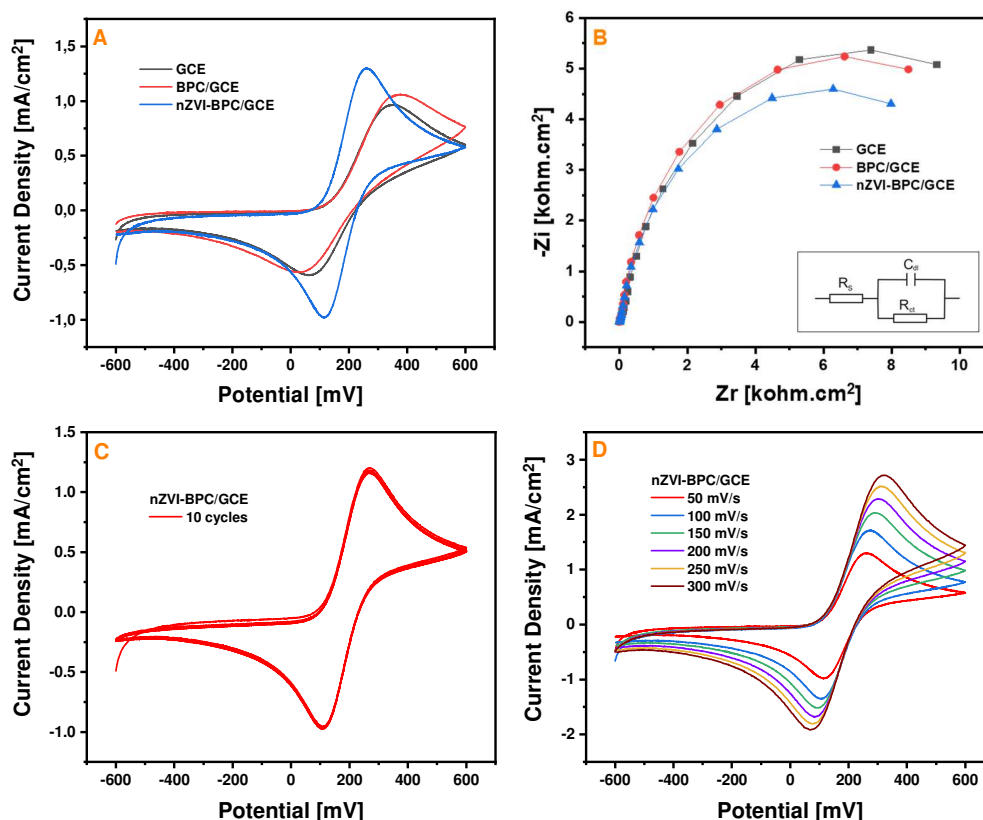 A
GCE
BPC/GCE
nZVI-BPC/GCE
1,5
1,0
0,5
0,0
-0,5
-1,0
-600 -400 -200 0 200 400 600
Current Density [mA/cm²]
Potential [mV]
B
6
5
4
3
2
1
0
GCE
BPC/GCE
nZVI-BPC/GCE
Rs
Cdl
Rct
0 2 4 6 8 10
-Zi [kohm.cm²]
Zr [kohm.cm²]
C
nZVI-BPC/GCE
10 cycles
1.5
1.0
0.5
0.0
-0.5
-1.0
-600 -400 -200 0 200 400 600
Current Density [mA/cm²]
Potential [mV]
D
nZVI-BPC/GCE
50 mV/s
100 mV/s
150 mV/s
200 mV/s
250 mV/s
300 mV/s
3
2
1
0
-1
-2
-600 -400 -200 0 200 400 600
Current Density [mA/cm²]
Potential [mV]